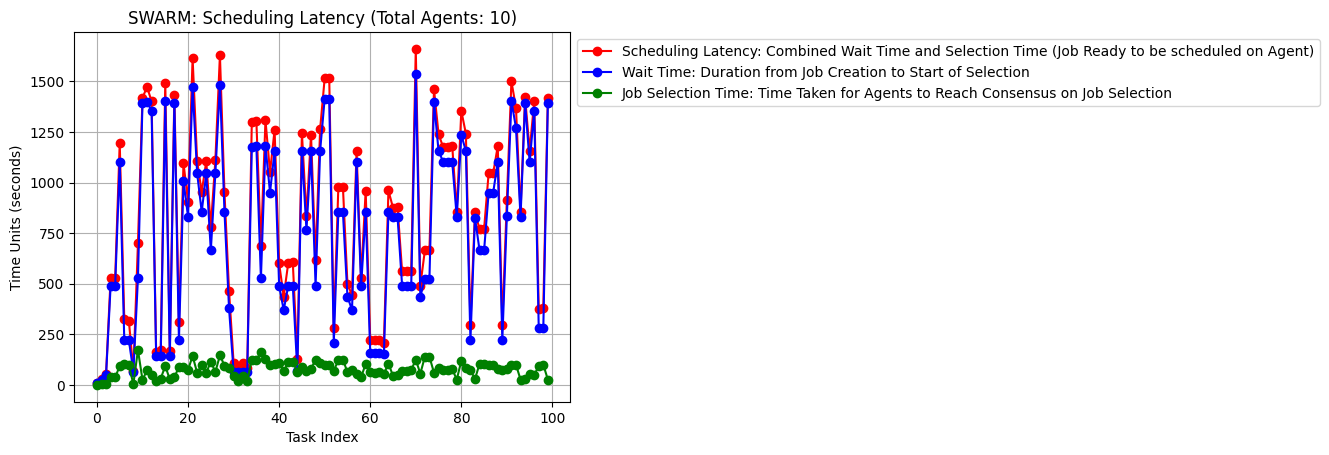 SWARM: Scheduling Latency (Total Agents: 10)
Scheduling Latency: Combined Wait Time and Selection Time (Job Ready to be scheduled on Agent)
Wait Time: Duration from Job Creation to Start of Selection
Job Selection Time: Time Taken for Agents to Reach Consensus on Job Selection
Time Units (seconds)
1500
1250
1000
750
500
250
0
0 20 40 60 80 100
Task Index